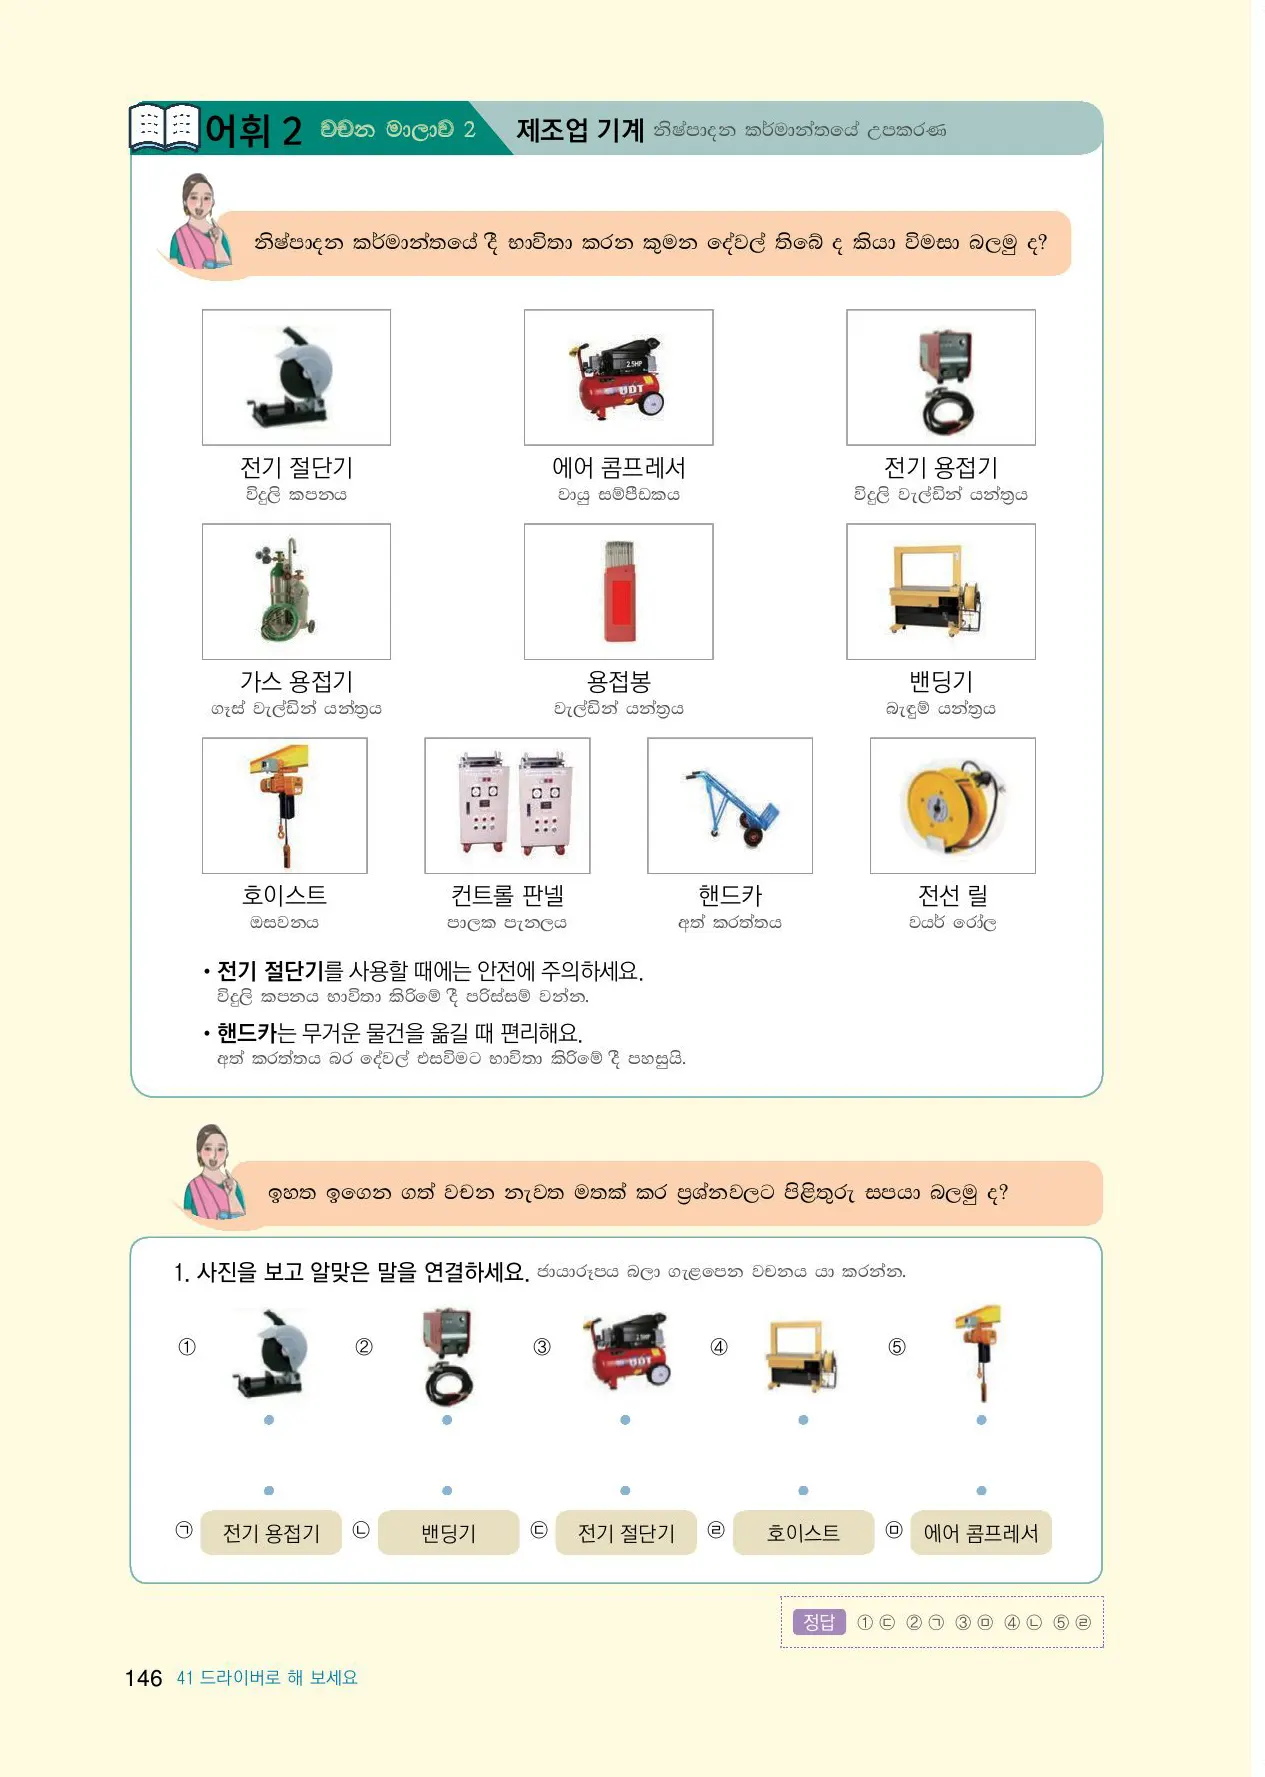 어휘 2 වචන මාලාව 2 제조업 기계 නිෂ්පාදන කර්මාන්තයේ උපකරණ
නිෂ්පාදන කර්මාන්තයේ දී භාවිතා කරන කුමන දේවල් තිබේ ද කියා විමසා බලමු ද?
2.5HP
UDT
전기 절단기 에어 콤프레서 전기 용접기
විදුලි කපනය වායු සම්පීඩකය විදුලි වැල්ඩින් යන්ත්‍රය
가스 용접기 용접봉 밴딩기
ගෑස් වැල්ඩින් යන්ත්‍රය වැල්ඩින් යන්ත්‍රය බැඳුම් යන්ත්‍රය
호이스트 컨트롤 판넬 핸드카 전선 릴
ඔසවනය පාලක පැනලය අත් කරත්තය වයර් රෝල
• 전기 절단기를 사용할 때에는 안전에 주의하세요.
විදුලි කපනය භාවිතා කිරිමේ දී පරිස්සම් වන්න.
• 핸드카는 무거운 물건을 옮길 때 편리해요.
අත් කරත්තය බර දේවල් එසවිමට භාවිතා කිරිමේ දී පහසුයි.
ඉහත ඉගෙන ගත් වචන නැවත මතක් කර ප්‍රශ්නවලට පිළිතුරු සපයා බලමු ද?
1. 사진을 보고 알맞은 말을 연결하세요. ඡායාරූපය බලා ගැළපෙන වචනය යා කරන්න.
① ② ③ ④ ⑤
UDT
㉠ 전기 용접기 ㉡ 밴딩기 ㉢ 전기 절단기 ㉣ 호이스트 ㉤ 에어 콤프레서
정답 ① ㉢ ② ㉠ ③ ㉤ ④ ㉡ ⑤ ㉣
146 41 드라이버로 해 보세요